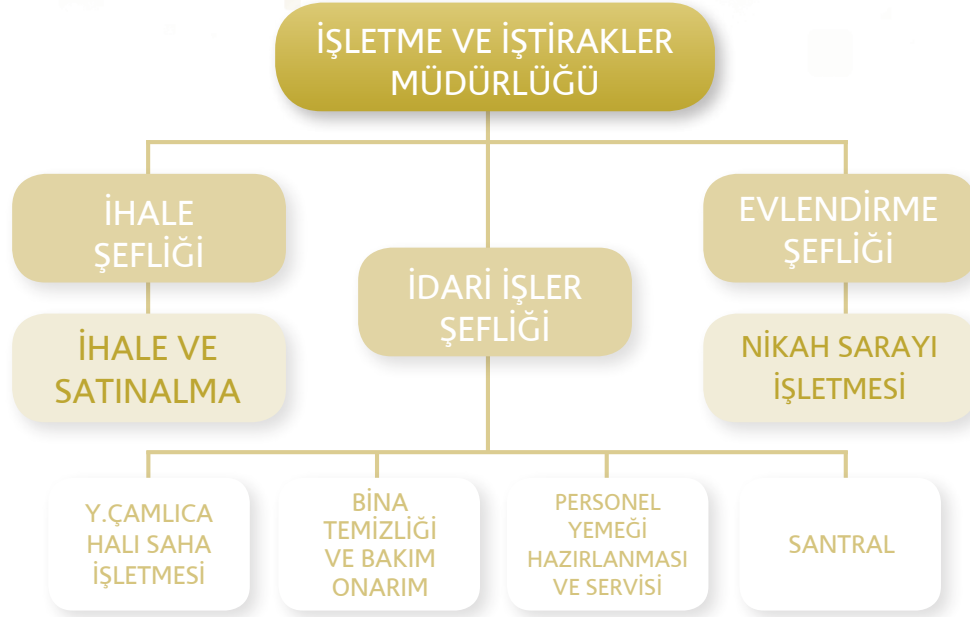 İŞLETME VE İŞTİRAKLER
MÜDÜRLÜĞÜ
İHALE
ŞEFLİĞİ
İDARİ İŞLER
ŞEFLİĞİ
EVLENDİRME
ŞEFLİĞİ
İHALE VE
SATINALMA
NİKAH SARAYI
İŞLETMESİ
Y.ÇAMLICA
HALI SAHA
İŞLETMESİ
BİNA
TEMİZLİĞİ
VE BAKIM
ONARIM
PERSONEL
YEMEĞİ
HAZIRLANMASI
VE SERVİSİ
SANTRAL